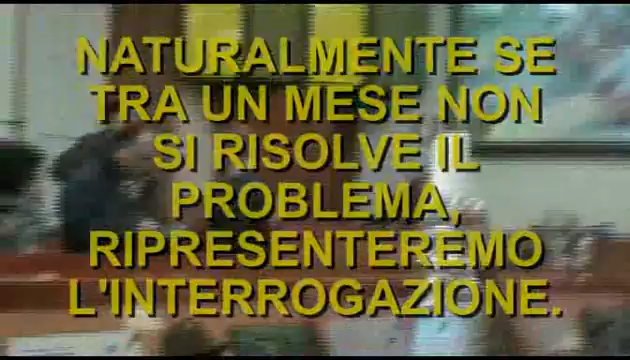 NATURALMENTE SE
TRA UN MESE NON
SI RISOLVE IL
PROBLEMA,
RIPRESENTEREMO
L'INTERROGAZIONE.